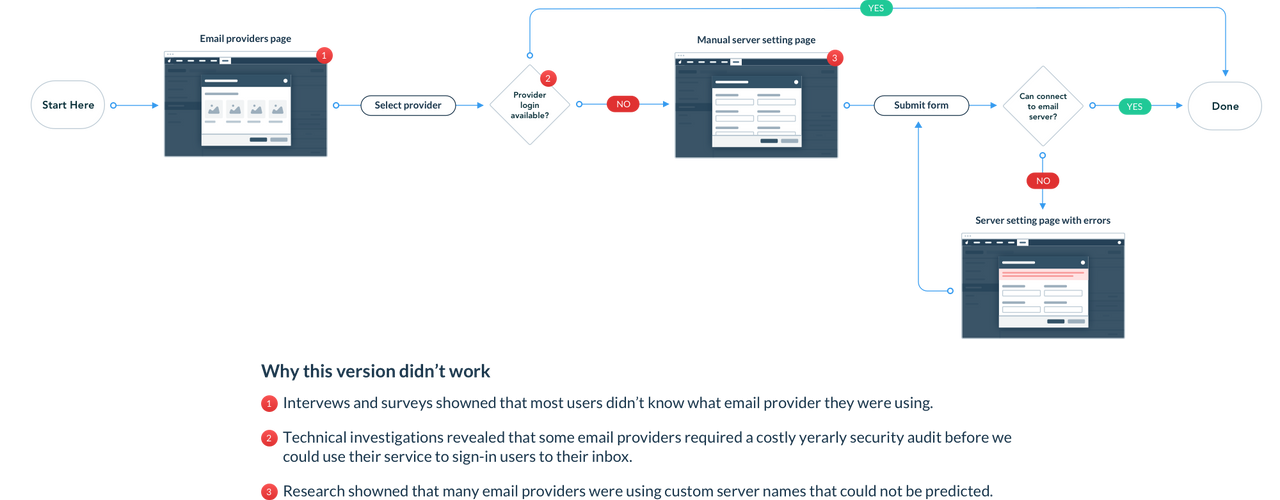 YES
Email providers page
Manual server setting page
1
3
2
Start Here
Select provider
Provider
login
available?
NO
Submit form
Can connect
to email
server?
YES
Done
NO
Server setting page with errors
Why this version didn’t work
1 Intervews and surveys showned that most users didn’t know what email provider they were using.
2 Technical investigations revealed that some email providers required a costly yerarly security audit before we
could use their service to sign-in users to their inbox.
3 Research showned that many email providers were using custom server names that could not be predicted.